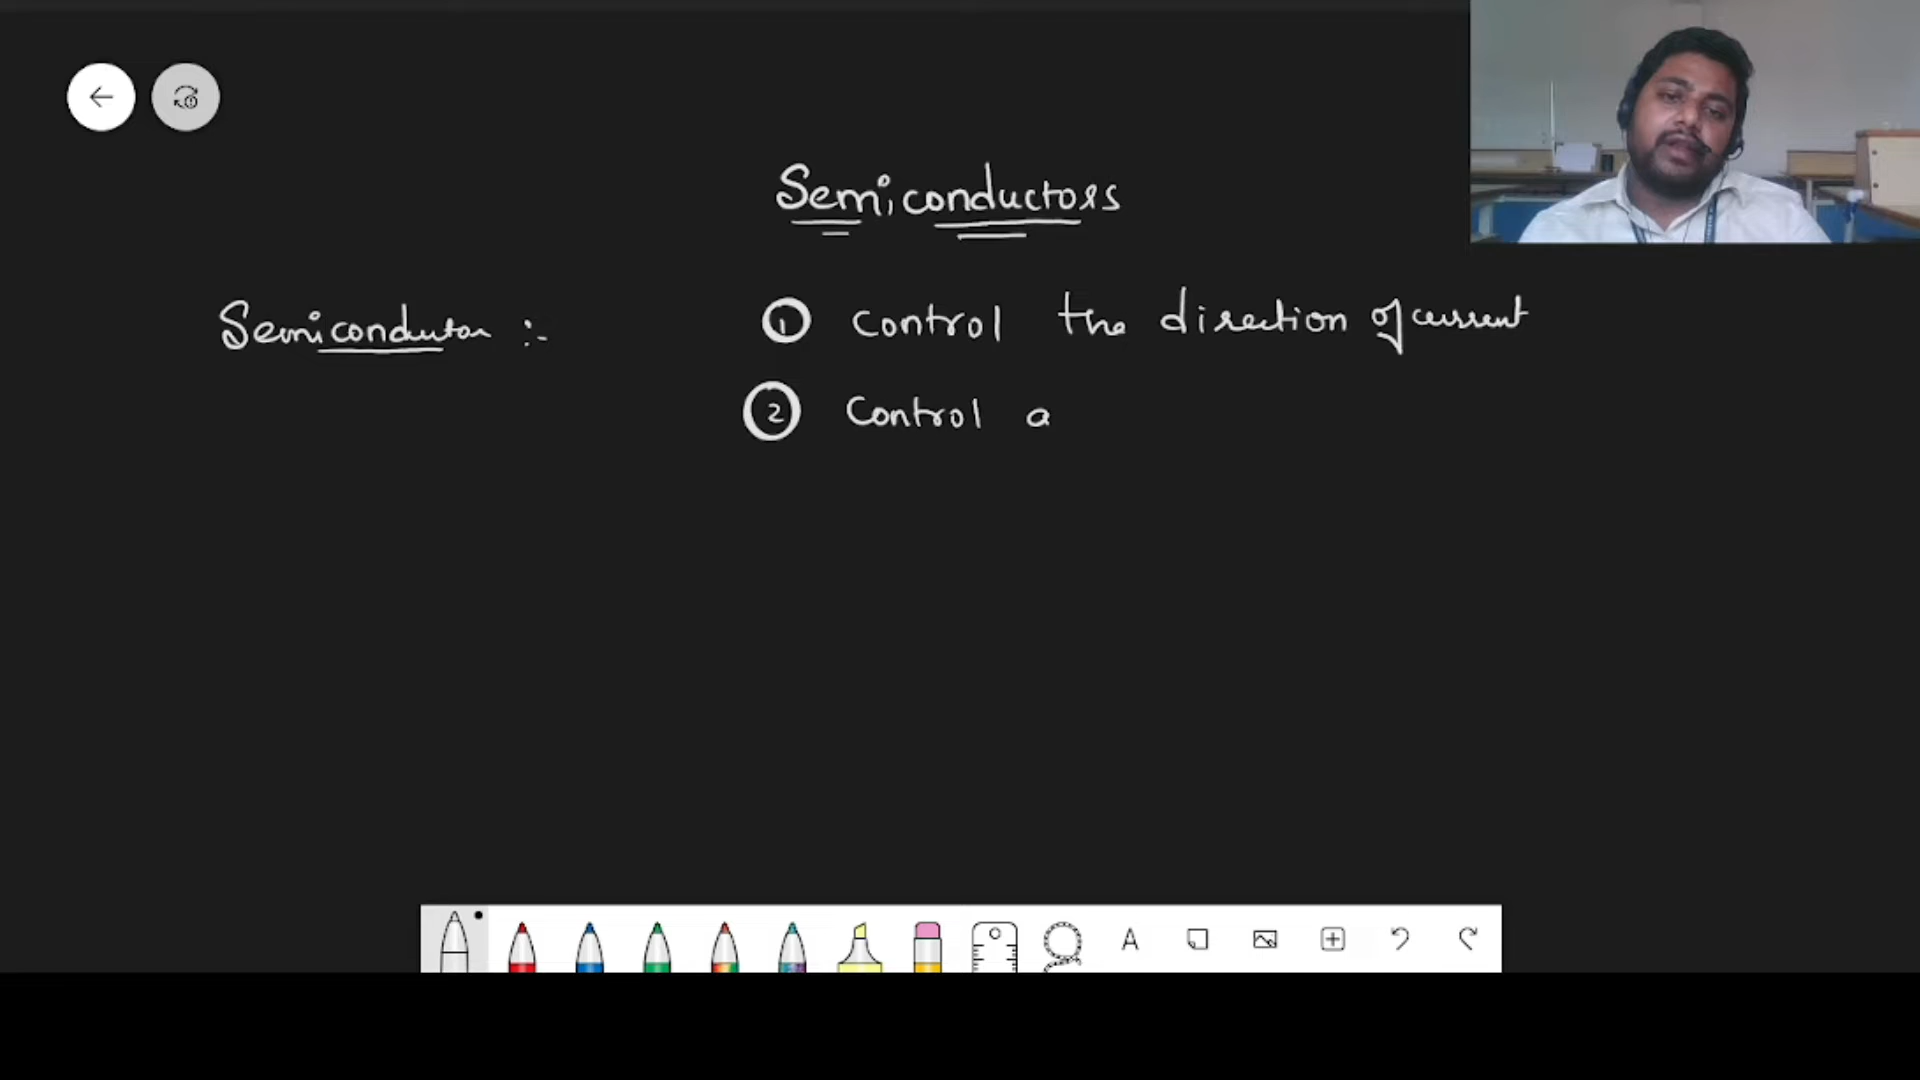 Semiconductors
Semiconductor :-
① Control the direction of current
② Control a
A